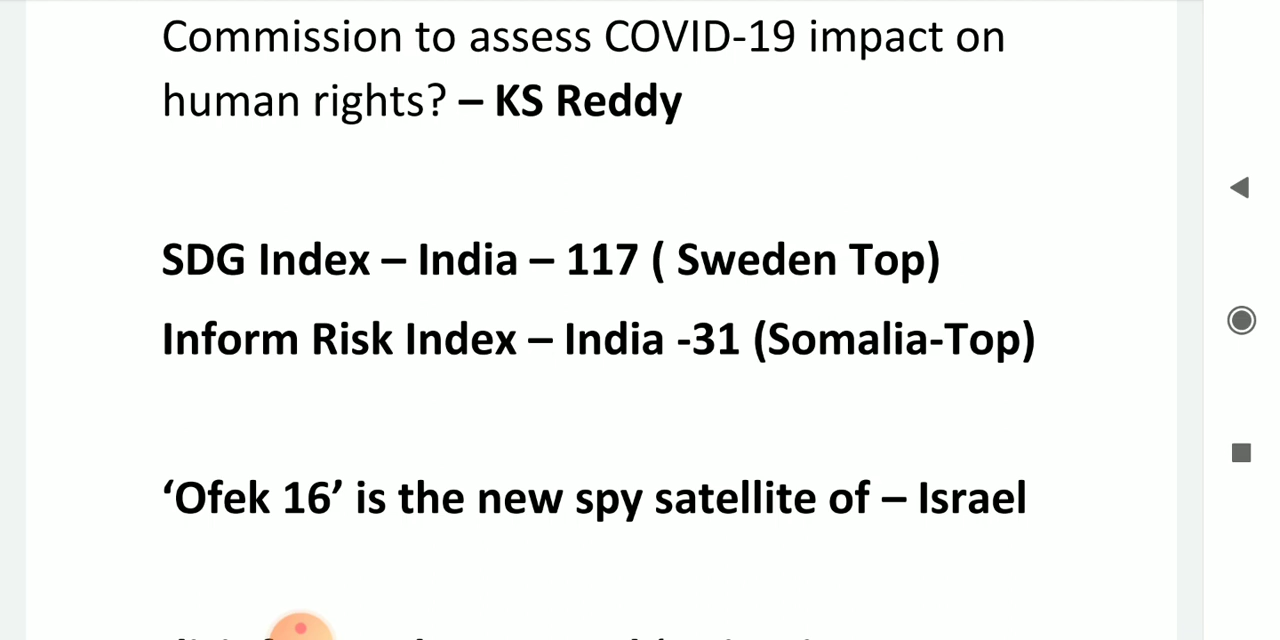 Commission to assess COVID-19 impact on
human rights? – KS Reddy
SDG Index – India – 117 ( Sweden Top)
Inform Risk Index – India -31 (Somalia-Top)
‘Ofek 16’ is the new spy satellite of – Israel